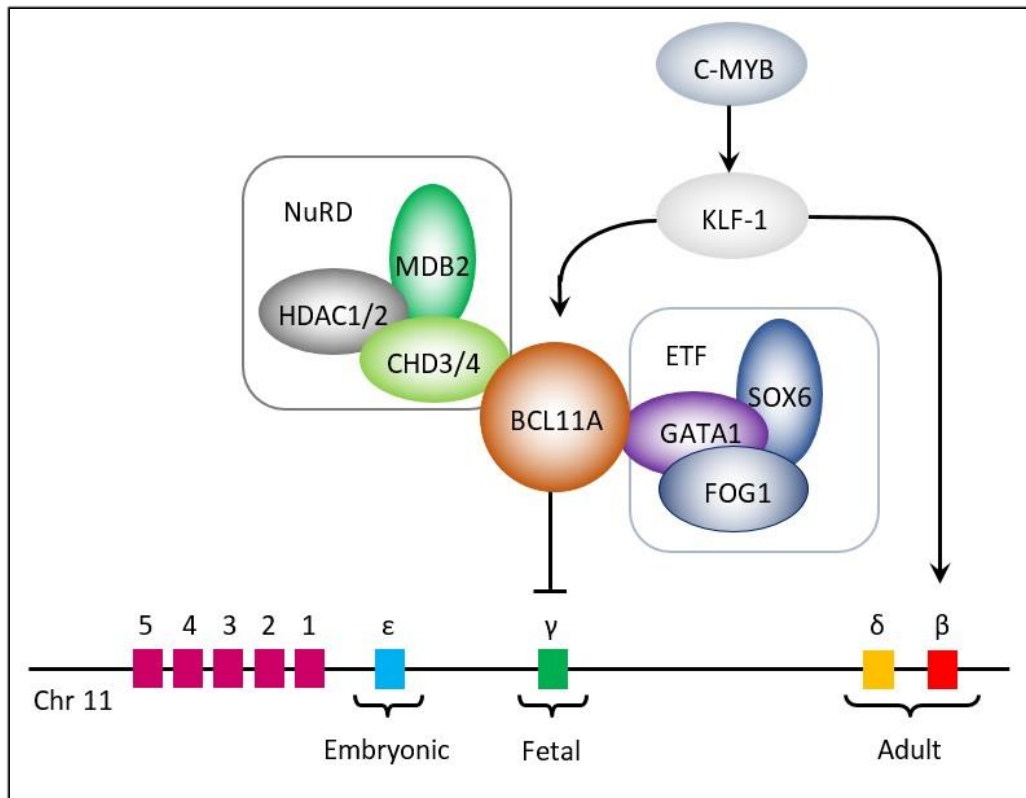 C-MYB
KLF-1
NuRD
MDB2
HDAC1/2
CHD3/4
BCL11A
ETF
SOX6
GATA1
FOG1
5 4 3 2 1 ε γ δ β
Chr 11
Embryonic Fetal Adult